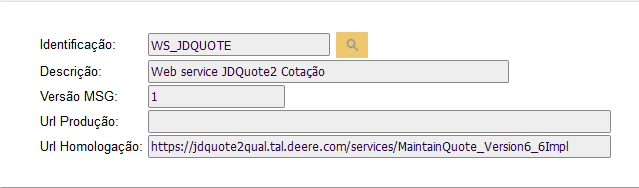 Identificação: WS_JDQUOTE
Descrição: Web service JDQuote2 Cotação
Versão MSG: 1
Url Produção:
Url Homologação: https://jdquote2qual.tal.deere.com/services/MaintainQuote_Version6_6Impl